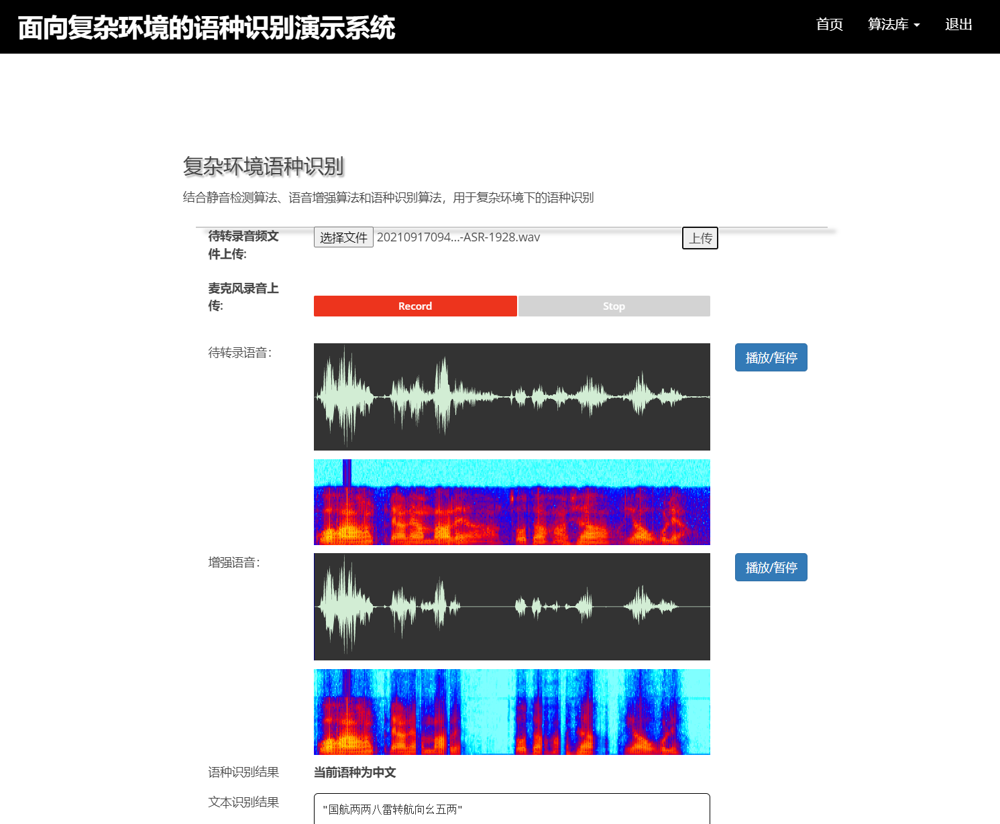 面向复杂环境的语种识别演示系统
首页 算法库 退出
复杂环境语种识别
结合静音检测算法、语音增强算法和语种识别算法，用于复杂环境下的语种识别
待转录音频文
件上传:
选择文件 20210917094...-ASR-1928.wav 上传
麦克风录音上
传:
Record Stop
待转录语音：
播放/暂停
增强语音：
播放/暂停
语种识别结果 当前语种为中文
文本识别结果 "国航两两八雷转航向幺五两"